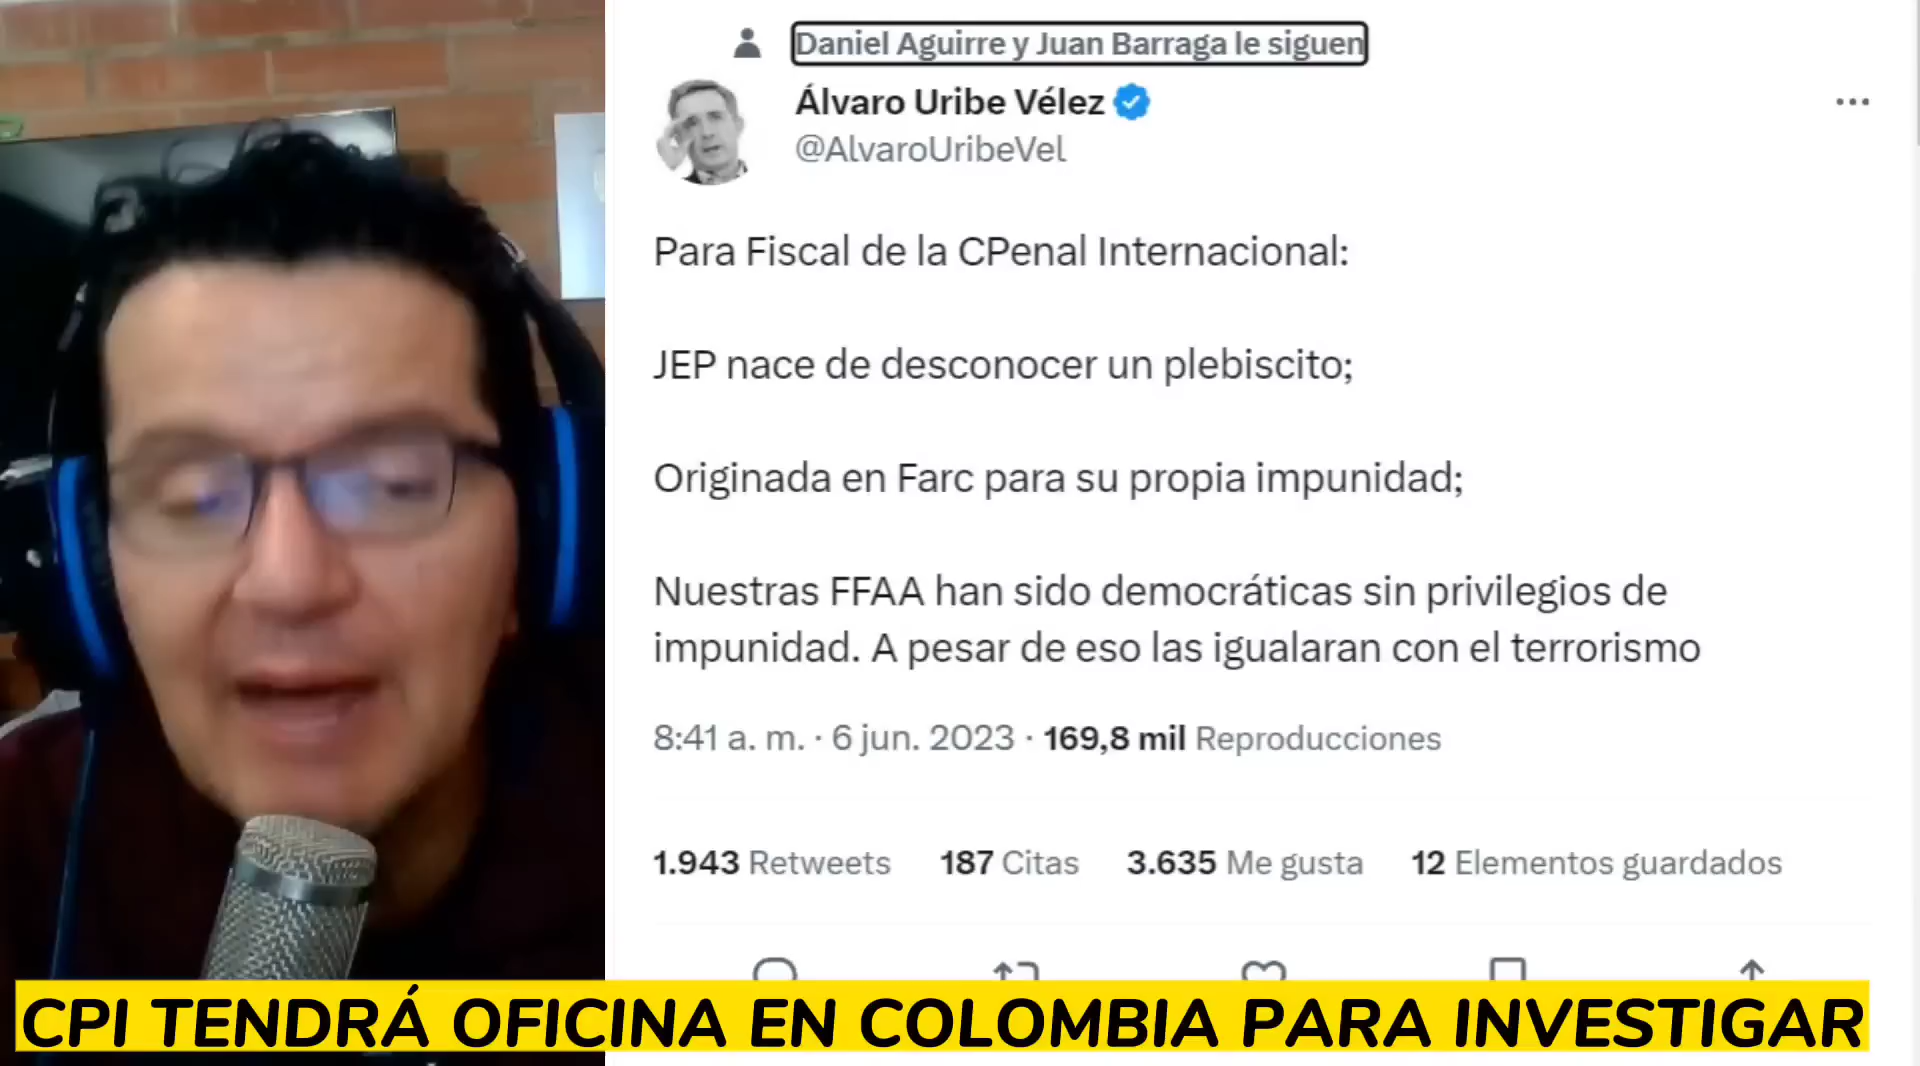 Daniel Aguirre y Juan Barraga le siguen
Álvaro Uribe Vélez
@AlvaroUribeVel
Para Fiscal de la CPenal Internacional:
JEP nace de desconocer un plebiscito;
Originada en Farc para su propia impunidad;
Nuestras FFAA han sido democráticas sin privilegios de
impunidad. A pesar de eso las igualaran con el terrorismo
8:41 a. m. · 6 jun. 2023 · 169,8 mil Reproducciones
1.943 Retweets 187 Citas 3.635 Me gusta 12 Elementos guardados
CPI TENDRÁ OFICINA EN COLOMBIA PARA INVESTIGAR